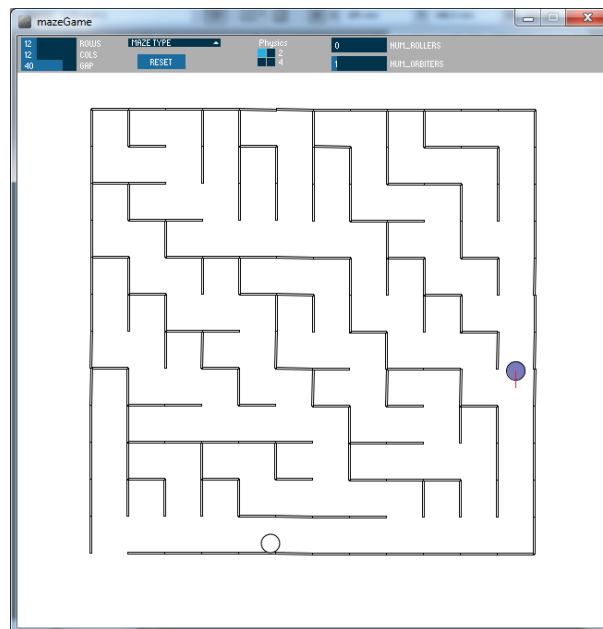 mazeGame
12 ROWS
12 COLS
40 GAP
MAZE TYPE
RESET
Physics
2
4
0 NUM_ROLLERS
1 NUM_ORBITERS